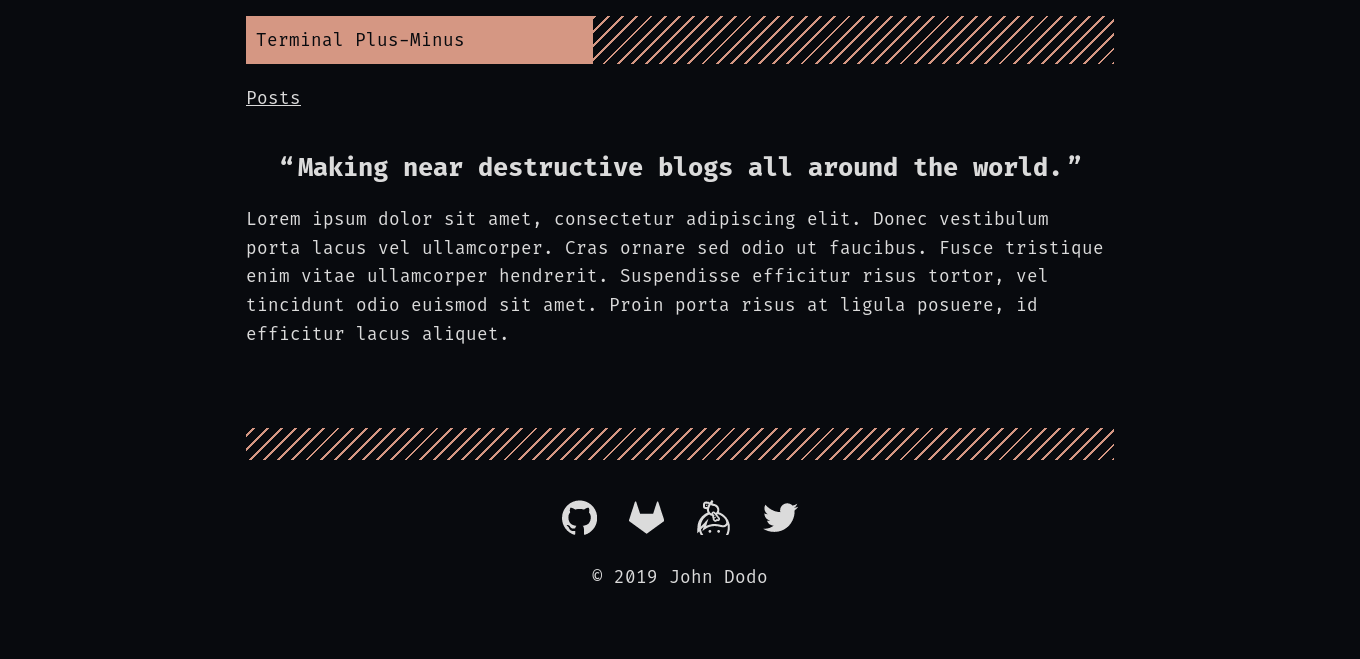 Terminal Plus-Minus
Posts
“Making near destructive blogs all around the world.”
Lorem ipsum dolor sit amet, consectetur adipiscing elit. Donec vestibulum
porta lacus vel ullamcorper. Cras ornare sed odio ut faucibus. Fusce tristique
enim vitae ullamcorper hendrerit. Suspendisse efficitur risus tortor, vel
tincidunt odio euismod sit amet. Proin porta risus at ligula posuere, id
efficitur lacus aliquet.
© 2019 John Dodo